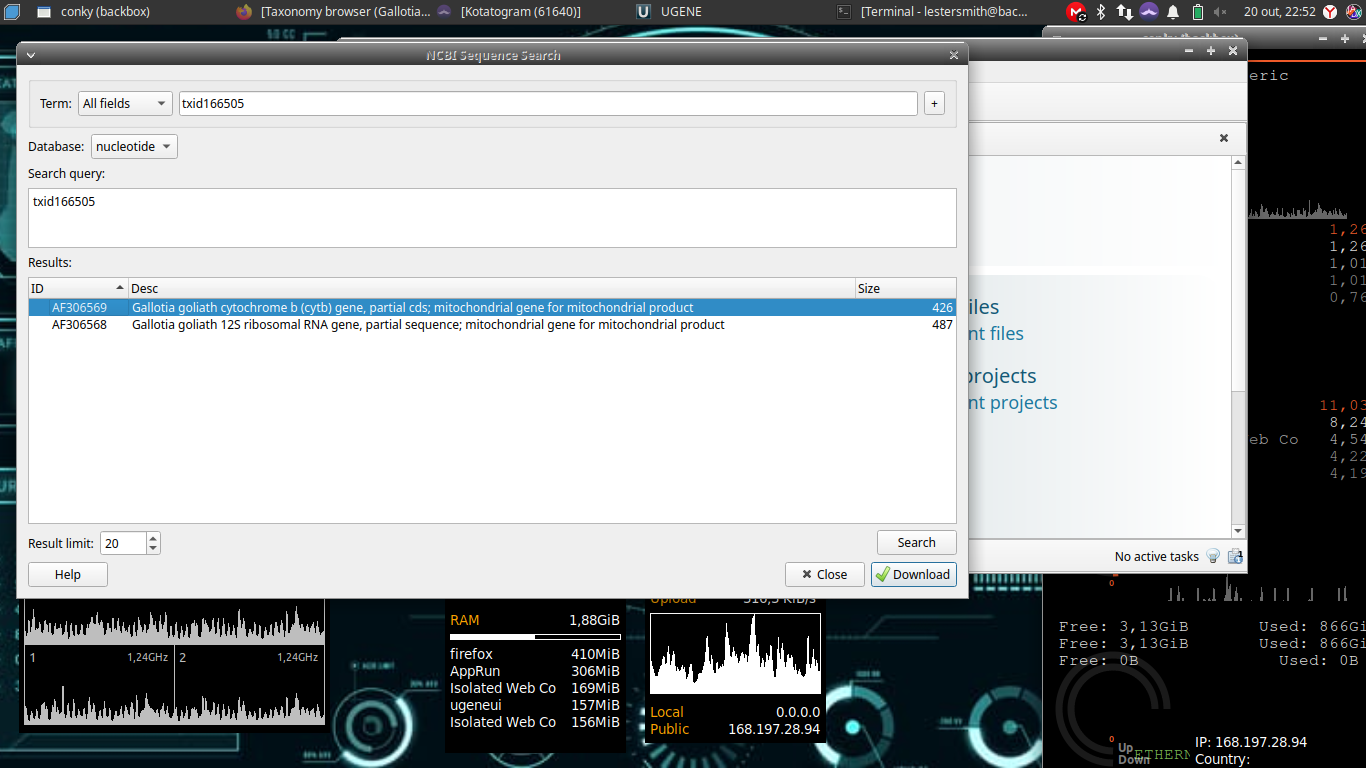 conky (backbox)
[Taxonomy browser (Gallotia...
[Kotatogram (61640)]
UGENE
[Terminal - lestersmith@bac...
20 out, 22:52
NCBI Sequence Search
Term:
All fields
txid166505
+
Database:
nucleotide
Search query:
txid166505
Results:
ID
Desc
Size
AF306569
Gallotia goliath cytochrome b (cytb) gene, partial cds; mitochondrial gene for mitochondrial product
426
AF306568
Gallotia goliath 12S ribosomal RNA gene, partial sequence; mitochondrial gene for mitochondrial product
487
Result limit:
20
Search
Help
Close
Download
eric
iles
nt files
projects
nt projects
No active tasks
1
1,26
1,26
1,01
1,01
0,76
11,03
8,24
eb Co
4,54
4,22
4,19
1
1,24GHz
2
1,24GHz
RAM
1,88GiB
firefox
410MiB
AppRun
306MiB
Isolated Web Co
169MiB
ugeneui
157MiB
Isolated Web Co
156MiB
Upload
Local
0.0.0.0
Public
168.197.28.94
0
Free: 3,13GiB
Used: 866Gi
Free: 3,13GiB
Used: 866Gi
Free: 0B
Used: 0B
0
Up
Down
ETHERN
IP: 168.197.28.94
Country: